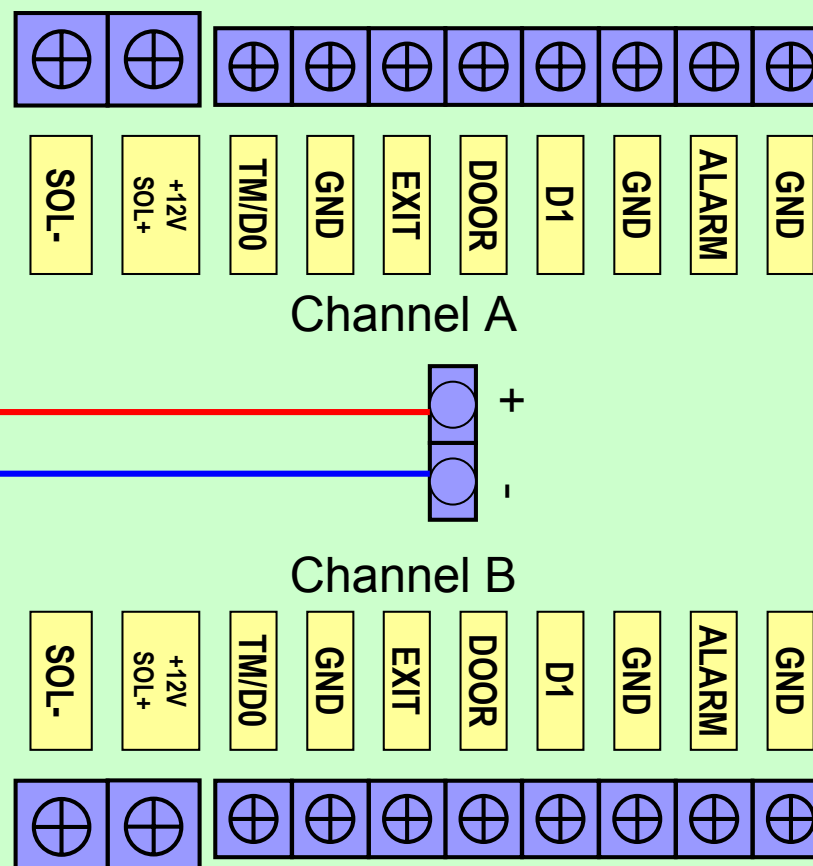 SOL-
+12V
SOL+
TM/D0
GND
EXIT
DOOR
D1
GND
ALARM
GND
Channel A
+
-
Channel B
SOL-
+12V
SOL+
TM/D0
GND
EXIT
DOOR
D1
GND
ALARM
GND